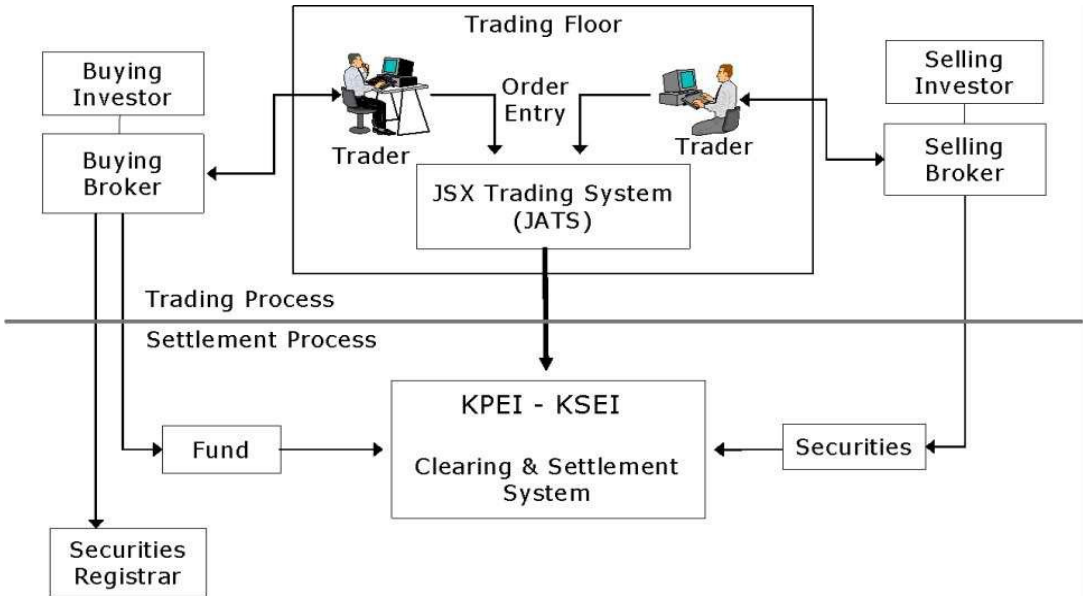 Trading Floor
Buying
Investor
Selling
Investor
Order
Entry
Trader
Trader
Buying
Broker
Selling
Broker
JSX Trading System
(JATS)
Trading Process
Settlement Process
KPEI - KSEI
Fund
Securities
Clearing & Settlement
System
Securities
Registrar